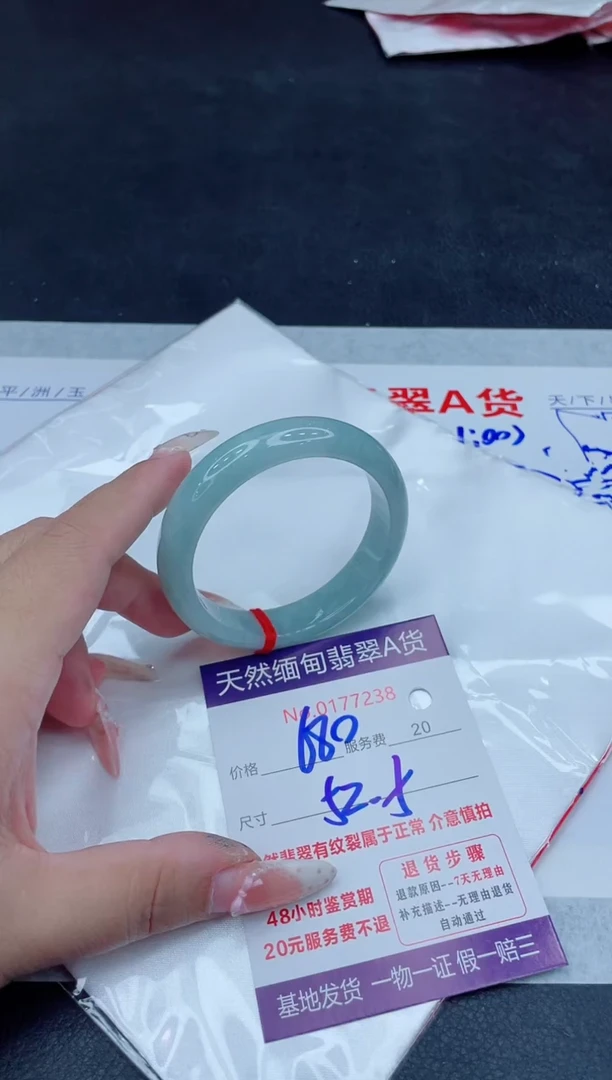 平/洲/玉
翠A货
天/下/
1:00)
天然缅甸翡翠A货
No.0177238
价格 680 服务费 20
尺寸 52.5
然翡翠有纹裂属于正常 介意慎拍
48小时鉴赏期
20元服务费不退
退货步骤
退款原因--7天无理由
补充描述--无理由退货
自动通过
基地发货 一物一证 假一赔三